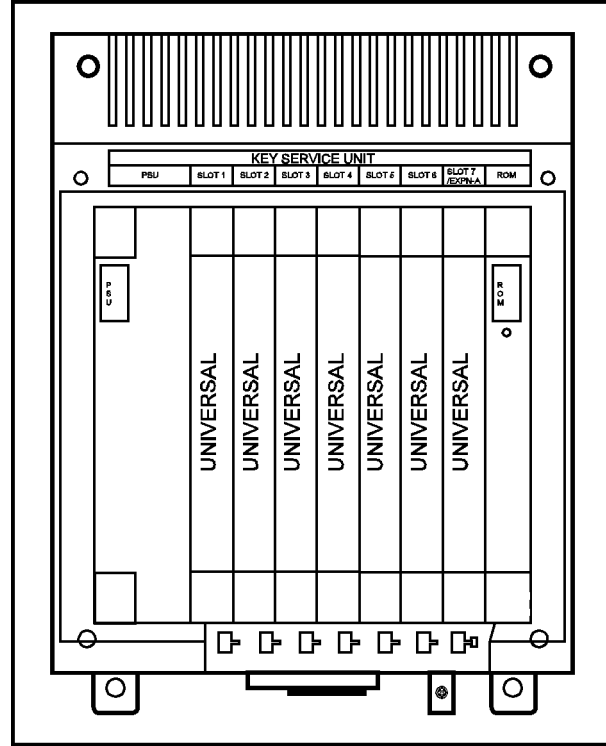 KEY SERVICE UNIT
PSU SLOT 1 SLOT 2 SLOT 3 SLOT 4 SLOT 5 SLOT 6 SLOT 7 /EXPN-A ROM
PSU
ROM
UNIVERSAL
UNIVERSAL
UNIVERSAL
UNIVERSAL
UNIVERSAL
UNIVERSAL
UNIVERSAL